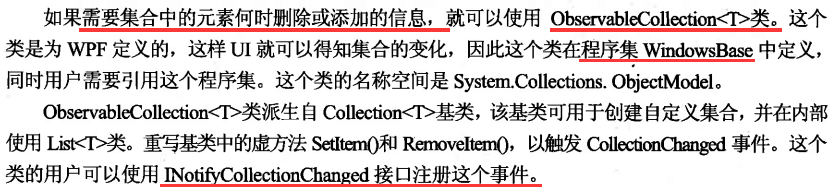 如果需要集合中的元素何时删除或添加的信息，就可以使用 ObservableCollection<T>类。这个
类是为 WPF 定义的，这样 UI 就可以得知集合的变化，因此这个类在程序集 WindowsBase 中定义，
同时用户需要引用这个程序集。这个类的名称空间是 System.Collections. ObjectModel。
ObservableCollection<T>类派生自 Collection<T>基类，该基类可用于创建自定义集合，并在内部
使用 List<T>类。重写基类中的虚方法 SetItem()和 RemoveItem()，以触发 CollectionChanged 事件。这个
类的用户可以使用 INotifyCollectionChanged 接口注册这个事件。